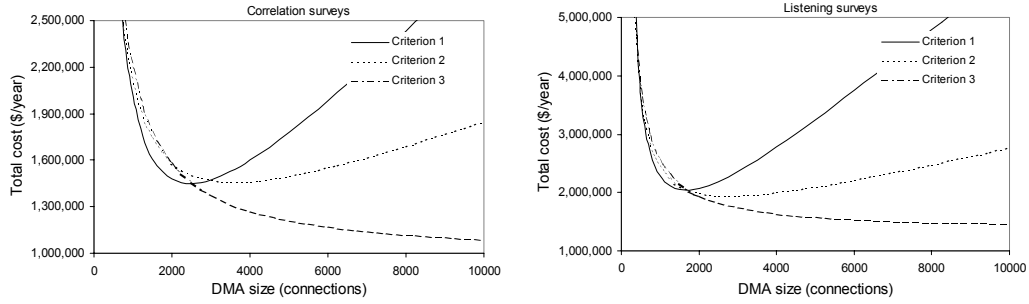 Correlation surveys
2,500,000
2,200,000
1,900,000
1,600,000
1,300,000
1,000,000
Total cost ($/year)
Criterion 1
Criterion 2
Criterion 3
0 2000 4000 6000 8000 10000
DMA size (connections)
Listening surveys
5,000,000
4,000,000
3,000,000
2,000,000
1,000,000
Total cost ($/year)
Criterion 1
Criterion 2
Criterion 3
0 2000 4000 6000 8000 10000
DMA size (connections)